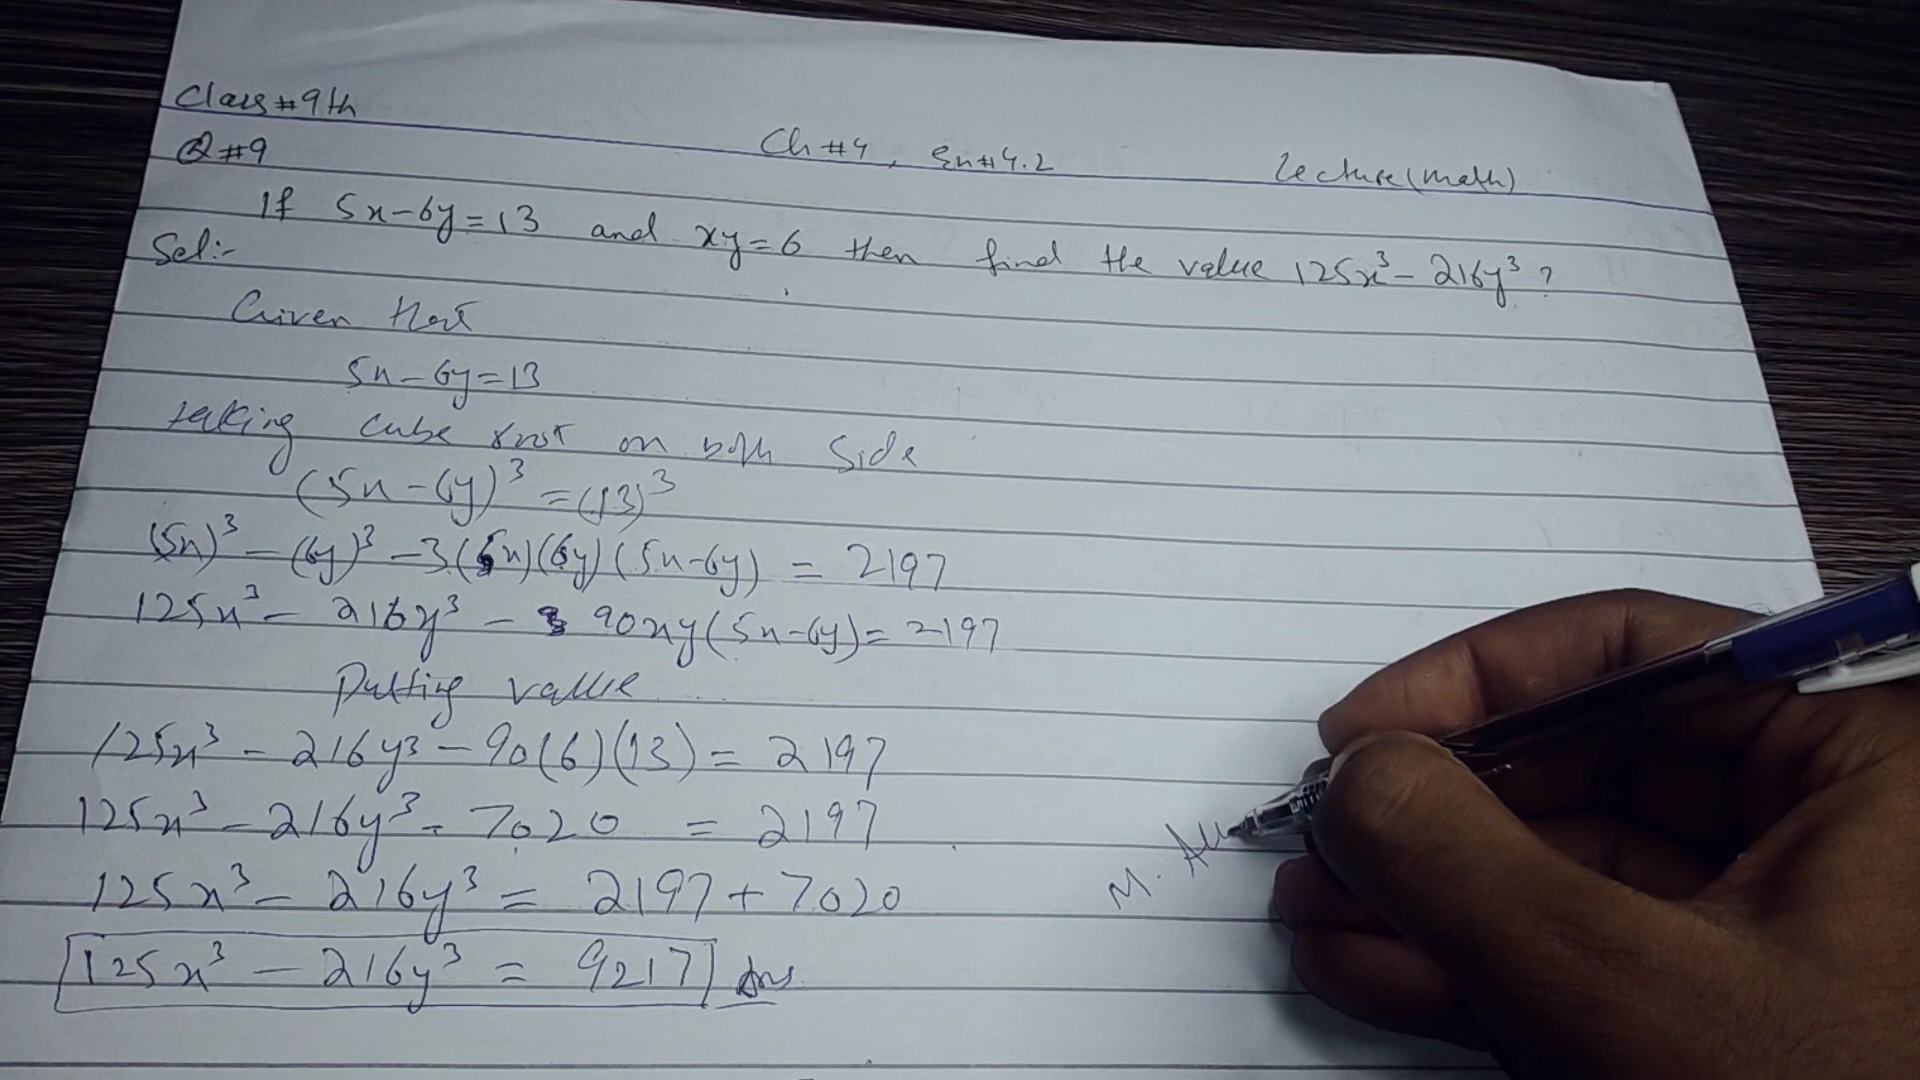 Class#9th
Q#9 Ch#4, Ex#4.2 Lecture(math)
If 5x-6y=13 and xy=6 then find the value 125x³-216y³?
Sol:-
Given that
5x-6y=13
taking cube root on both side
(5x-6y)³=(13)³
(5x)³-(6y)³-3(5x)(6y)(5x-6y) = 2197
125x³-216y³-90xy(5x-6y)=2197
Putting value
125x³-216y³-90(6)(13)=2197
125x³-216y³-7020 = 2197
125x³-216y³ = 2197+7020
125x³-216y³ = 9217 Ans
M.